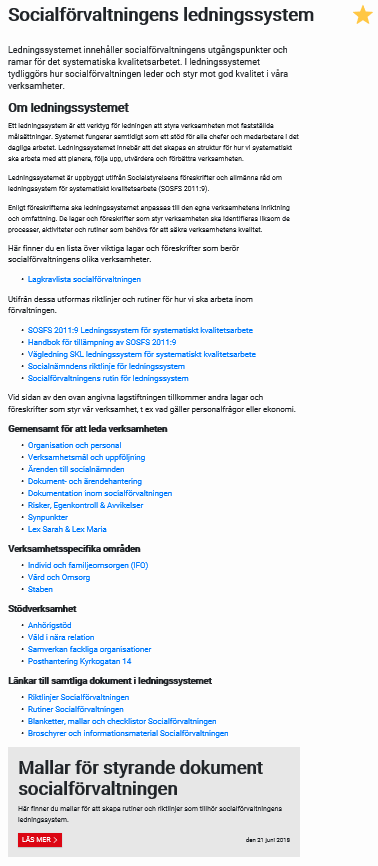 Socialförvaltningens ledningssystem
Ledningssystemet innehåller socialförvaltningens utgångspunkter och
ramar för det systematiska kvalitetsarbetet. I ledningssystemet
tydliggörs hur socialförvaltningen leder och styr mot god kvalitet i våra
verksamheter.
Om ledningssystemet
Ett ledningssystem är ett verktyg för ledningen att styra verksamheten mot fastställda
målsättningar. Systemet fungerar samtidigt som ett stöd för alla chefer och medarbetare i det
dagliga arbetet. Ledningssystemet innebär att det skapas en struktur för hur vi systematiskt
ska arbeta med att planera, följa upp, utvärdera och förbättra verksamheten.
Ledningssystemet är uppbyggt utifrån Socialstyrelsens föreskrifter och allmänna råd om
ledningssystem för systematiskt kvalitetsarbete (SOSFS 2011:9).
Enligt föreskrifterna ska ledningssystemet anpassas till den egna verksamhetens inriktning
och omfattning. De lagar och föreskrifter som styr verksamheten ska identifieras liksom de
processer, aktiviteter och rutiner som behövs för att säkra verksamhetens kvalitet.
Här finner du en lista över viktiga lagar och föreskrifter som berör
socialförvaltningens olika verksamheter.
• Lagkravlista socialförvaltningen
Utifrån dessa utformas riktlinjer och rutiner för hur vi ska arbeta inom
förvaltningen.
• SOSFS 2011:9 Ledningssystem för systematiskt kvalitetsarbete
• Handbok för tillämpning av SOSFS 2011:9
• Vägledning SKL ledningssystem för systematiskt kvalitetsarbete
• Socialnämndens riktlinje för ledningssystem
• Socialförvaltningens rutin för ledningssystem
Vid sidan av den ovan angivna lagstiftningen tillkommer andra lagar och
föreskrifter som styr vår verksamhet, t ex vad gäller personalfrågor eller ekonomi.
Gemensamt för att leda verksamheten
• Organisation och personal
• Verksamhetsmål och uppföljning
• Ärenden till socialnämnden
• Dokument- och ärendehantering
• Dokumentation inom socialförvaltningen
• Risker, Egenkontroll & Avvikelser
• Synpunkter
• Lex Sarah & Lex Maria
Verksamhetsspecifika områden
• Individ och familjeomsorgen (IFO)
• Vård och Omsorg
• Staben
Stödverksamhet
• Anhörigstöd
• Våld i nära relation
• Samverkan fackliga organisationer
• Posthantering Kyrkogatan 14
Länkar till samtliga dokument i ledningssystemet
• Riktlinjer Socialförvaltningen
• Rutiner Socialförvaltningen
• Blanketter, mallar och checklistor Socialförvaltningen
• Broschyrer och informationsmaterial Socialförvaltningen
Mallar för styrande dokument
socialförvaltningen
Här finner du mallar för att skapa rutiner och riktlinjer som tillhör socialförvaltningens
ledningssystem.
LÄS MER >
den 21 juni 2018